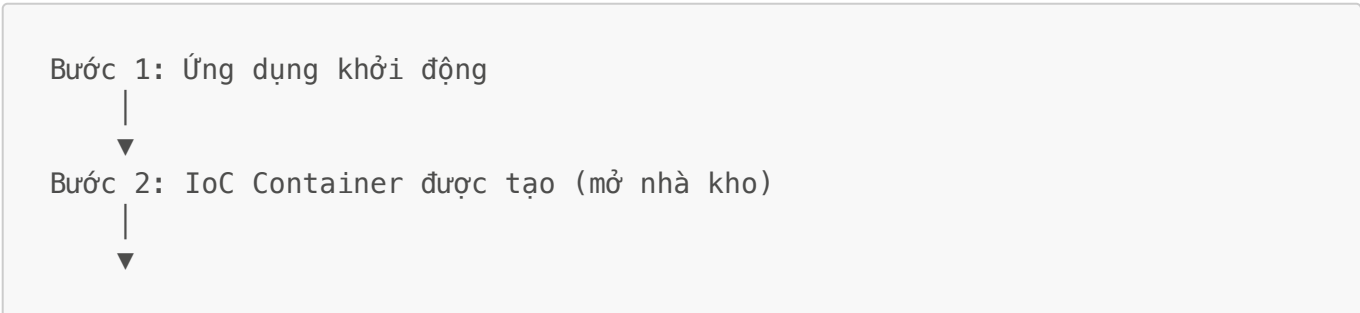 Bước 1: Ứng dụng khởi động
│
▼
Bước 2: IoC Container được tạo (mở nhà kho)
│
▼